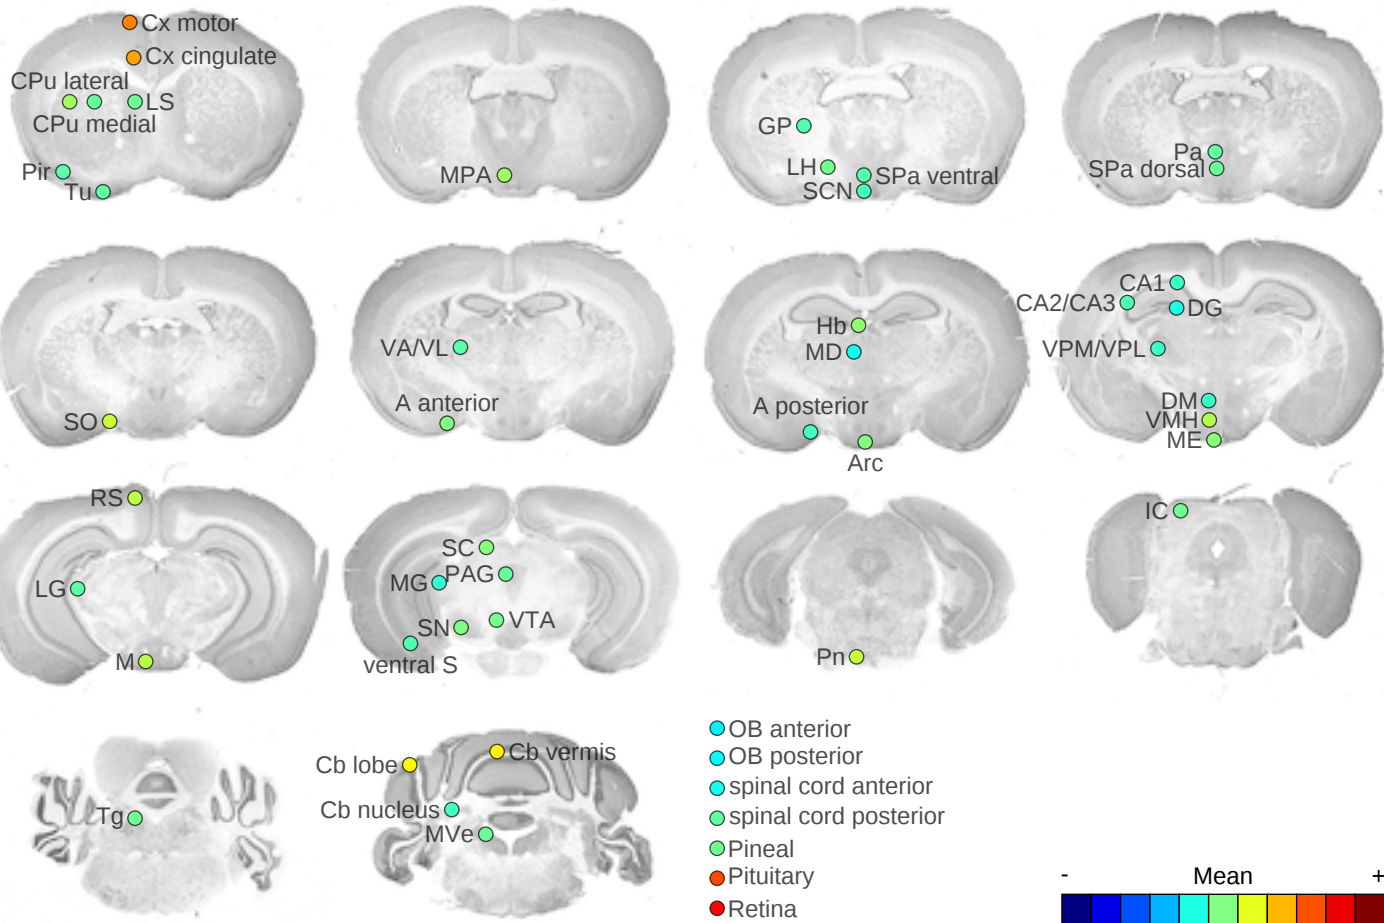 Cx motor
Cx cingulate
CPu lateral
LS
CPu medial
Pir
Tu
MPA
GP
LH
SPa ventral
SCN
Pa
SPa dorsal
SO
VA/VL
A anterior
Hb
MD
A posterior
Arc
CA1
CA2/CA3
DG
VPM/VPL
DM
VMH
ME
RS
LG
M
SC
MG
PAG
SN
VTA
ventral S
Pn
IC
Tg
Cb lobe
Cb vermis
Cb nucleus
MVe
OB anterior
OB posterior
spinal cord anterior
spinal cord posterior
Pineal
Pituitary
Retina
- Mean +